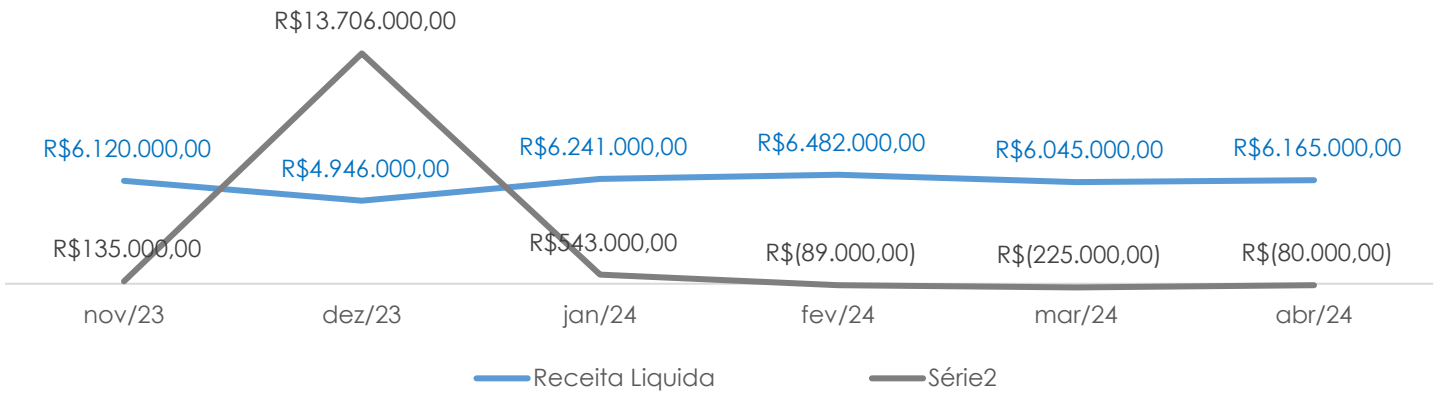 R$13.706.000,00
R$6.120.000,00
R$4.946.000,00
R$6.241.000,00
R$6.482.000,00
R$6.045.000,00
R$6.165.000,00
R$135.000,00
R$543.000,00
R$(89.000,00)
R$(225.000,00)
R$(80.000,00)
nov/23
dez/23
jan/24
fev/24
mar/24
abr/24
Receita Liquida
Série2